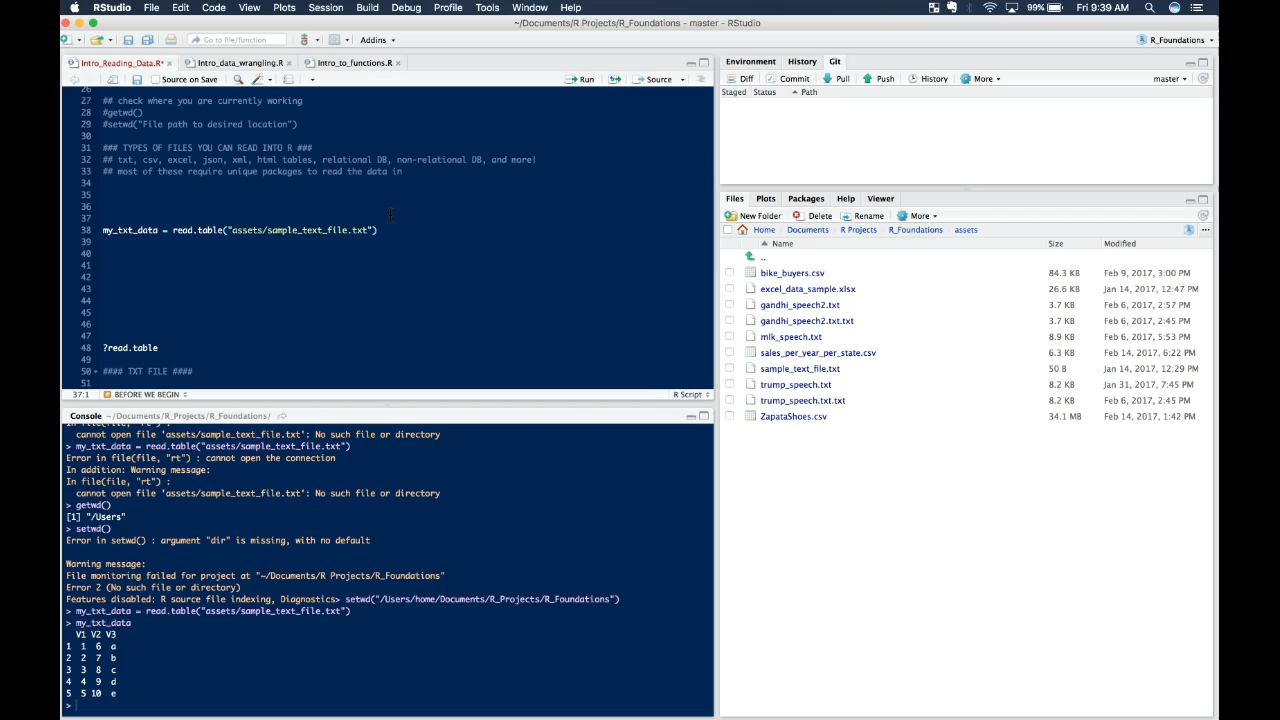 RStudio File Edit Code View Plots Session Build Debug Profile Tools Window Help 99% Fri 9:39 AM
~/Documents/R Projects/R_Foundations - master - RStudio
Go to file/function Addins R_Foundations
Intro_Reading_Data.R* Intro_data_wrangling.R Intro_to_functions.R
Source on Save Run Source
26
27 ## check where you are currently working
28 #getwd()
29 #setwd("File path to desired location")
30
31 ### TYPES OF FILES YOU CAN READ INTO R ###
32 ## txt, csv, excel, json, xml, html tables, relational DB, non-relational DB, and more!
33 ## most of these require unique packages to read the data in
34
35
36
37
38 my_txt_data = read.table("assets/sample_text_file.txt")
39
40
41
42
43
44
45
46
47
48 ?read.table
49
50 #### TXT FILE ####
51
37:1 BEFORE WE BEGIN R Script
Console ~/Documents/R_Projects/R_Foundations/
In file(file, "rt") :
cannot open file 'assets/sample_text_file.txt': No such file or directory
> my_txt_data = read.table("assets/sample_text_file.txt")
Error in file(file, "rt") : cannot open the connection
In addition: Warning message:
In file(file, "rt") :
cannot open file 'assets/sample_text_file.txt': No such file or directory
> getwd()
[1] "/Users"
> setwd()
Error in setwd() : argument "dir" is missing, with no default
Warning message:
File monitoring failed for project at "~/Documents/R Projects/R_Foundations"
Error 2 (No such file or directory)
Features disabled: R source file indexing, Diagnostics> setwd("/Users/home/Documents/R_Projects/R_Foundations")
> my_txt_data = read.table("assets/sample_text_file.txt")
> my_txt_data
V1 V2 V3
1 1 6 a
2 2 7 b
3 3 8 c
4 4 9 d
5 5 10 e
>
Environment History Git
Diff Commit Pull Push History More master
Staged Status Path
Files Plots Packages Help Viewer
New Folder Delete Rename More
Home Documents R Projects R_Foundations assets
Name Size Modified
..
bike_buyers.csv 84.3 KB Feb 9, 2017, 3:00 PM
excel_data_sample.xlsx 26.6 KB Jan 14, 2017, 12:47 PM
gandhi_speech2.txt 3.7 KB Feb 6, 2017, 2:57 PM
gandhi_speech2.txt.txt 3.7 KB Feb 6, 2017, 2:45 PM
mlk_speech.txt 8.9 KB Feb 6, 2017, 5:53 PM
sales_per_year_per_state.csv 6.3 KB Feb 14, 2017, 6:22 PM
sample_text_file.txt 50 B Jan 14, 2017, 12:29 PM
trump_speech.txt 8.2 KB Jan 31, 2017, 7:45 PM
trump_speech.txt.txt 8.2 KB Feb 6, 2017, 2:45 PM
ZapataShoes.csv 34.1 MB Feb 14, 2017, 1:42 PM